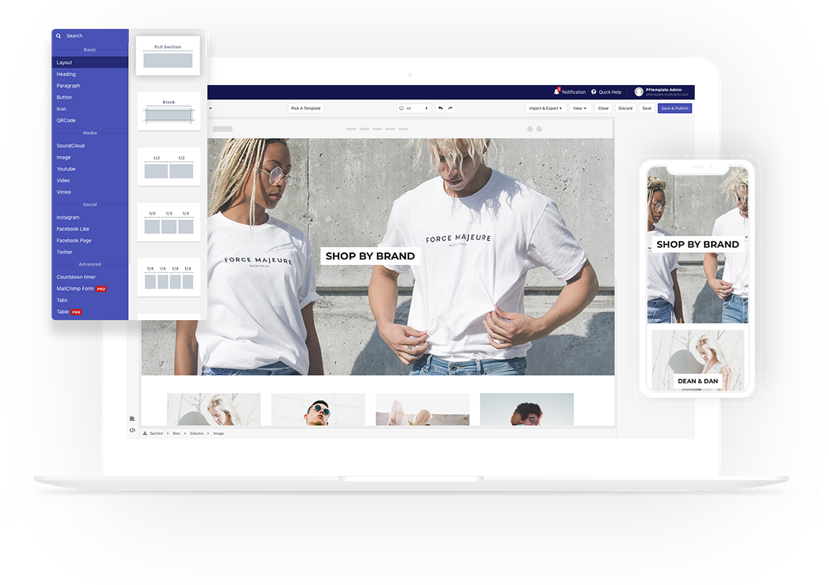 Search
Basic
Layout
Heading
Paragraph
Button
Icon
QRCode
Media
SoundCloud
Image
Youtube
Video
Vimeo
Social
Instagram
Facebook Like
Facebook Page
Twitter
Advanced
Countdown timer
MailChimp Form PRO
Tabs
Table PRO
Full Section
Block
1/2 1/2
1/3 1/3 1/3
1/4 1/4 1/4 1/4
Notification
Quick Help
PFtemplate Admin
Pick A Template
All
Import & Export
View
Close
Discard
Save
Save & Publish
FORCE MAJEURE
MONTREAL
FORCE MAJEURE
MONTREAL
SHOP BY BRAND
Section
Row
Column
Image
SHOP BY BRAND
DEAN & DAN